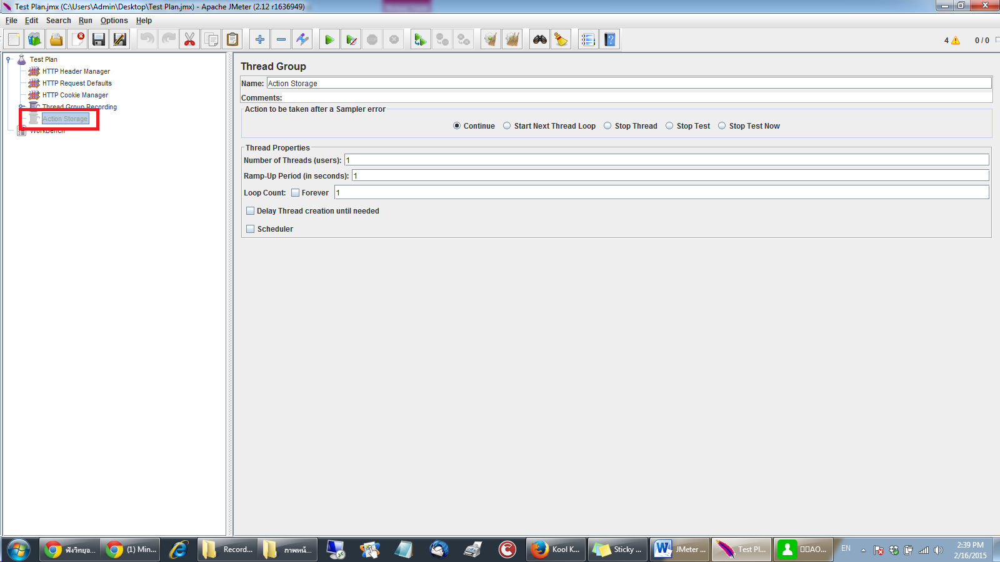 Test Plan.jmx (C:\Users\Admin\Desktop\Test Plan.jmx) - Apache JMeter (2.12 r1636949)
File Edit Search Run Options Help
4 0 / 0
Test Plan
HTTP Header Manager
HTTP Request Defaults
HTTP Cookie Manager
Thread Group Recording
Action Storage
WorkBench
Thread Group
Name: Action Storage
Comments:
Action to be taken after a Sampler error
Continue Start Next Thread Loop Stop Thread Stop Test Stop Test Now
Thread Properties
Number of Threads (users): 1
Ramp-Up Period (in seconds): 1
Loop Count: Forever 1
Delay Thread creation until needed
Scheduler
ฟังวิทยุอ... (1) Min... Record... ภาพหน้... Kool K... Sticky ... JMeter ... Test Pl... □□AO... EN
2:39 PM
2/16/2015